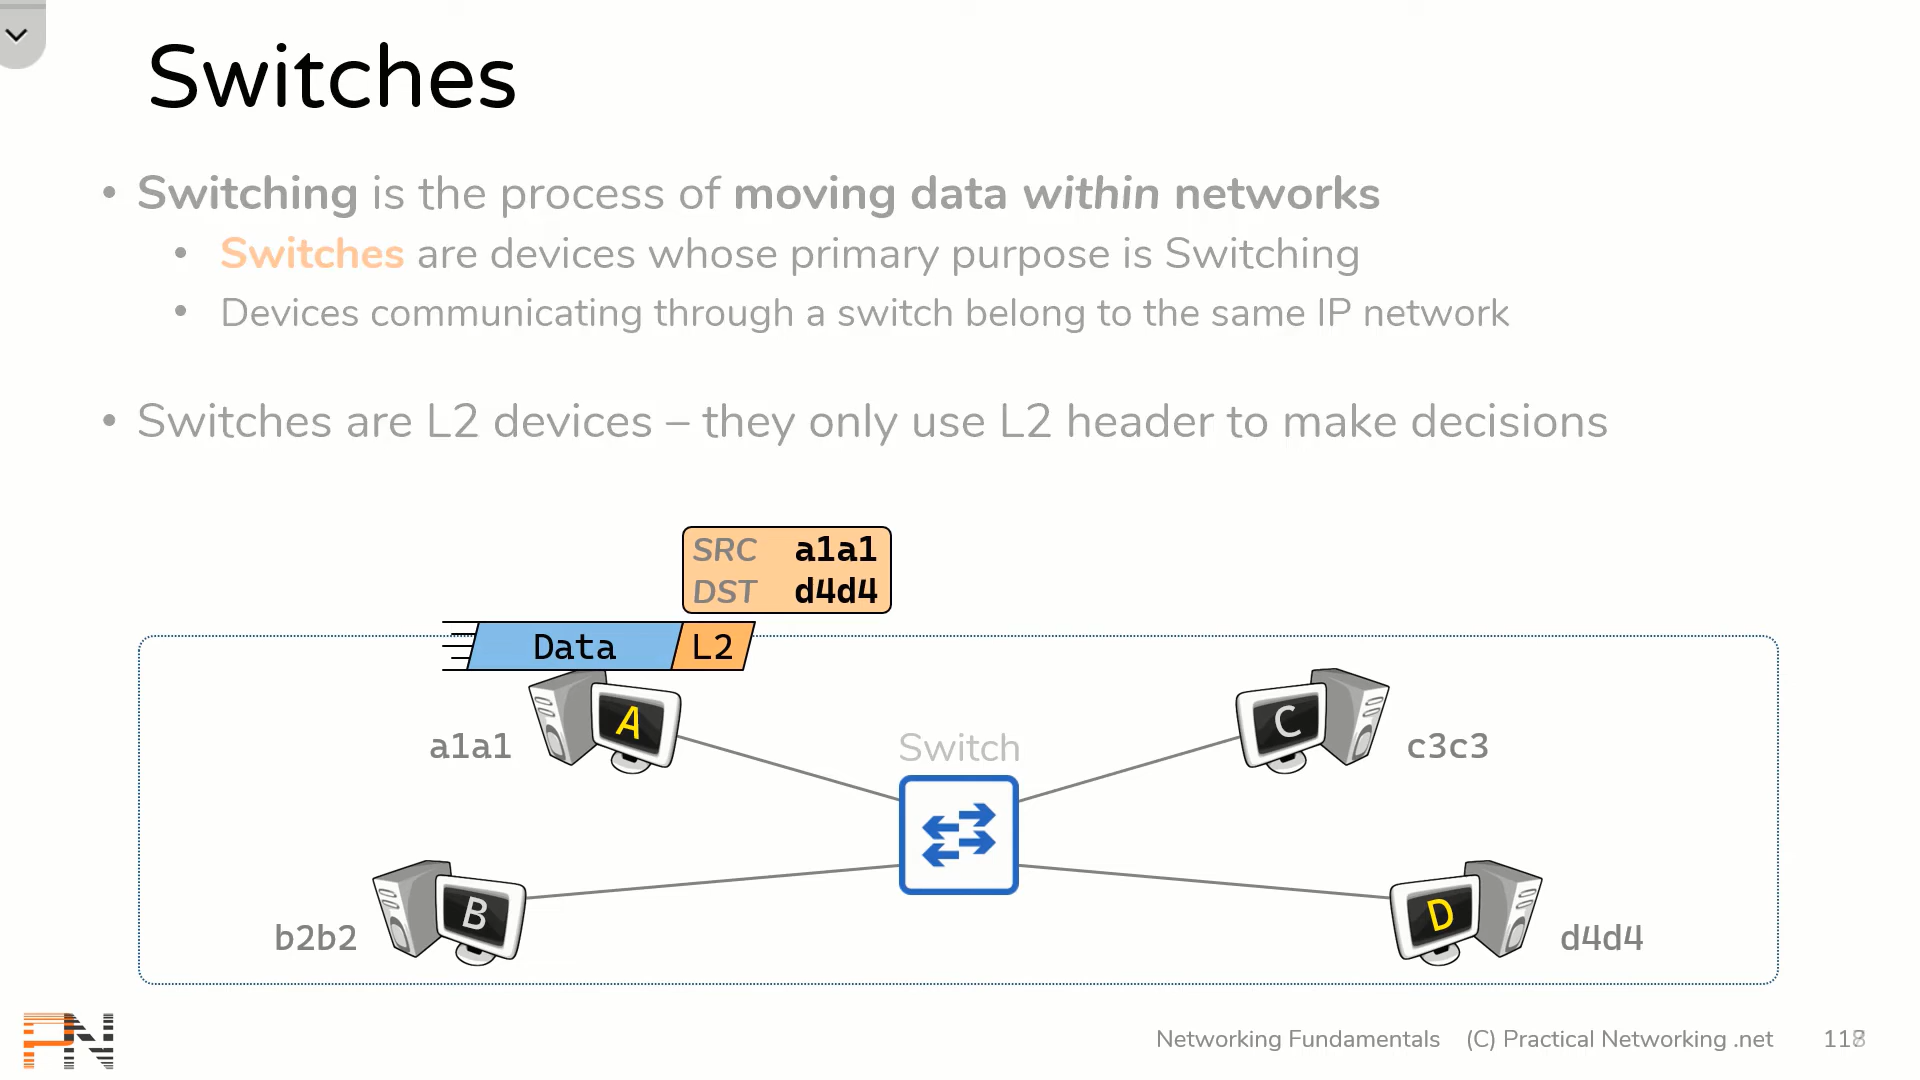 Switches
• Switching is the process of moving data within networks
• Switches are devices whose primary purpose is Switching
• Devices communicating through a switch belong to the same IP network
• Switches are L2 devices – they only use L2 header to make decisions
SRC a1a1
DST d4d4
Data L2
A
a1a1
Switch
C
c3c3
B
b2b2
D
d4d4
PN
Networking Fundamentals (C) Practical Networking .net